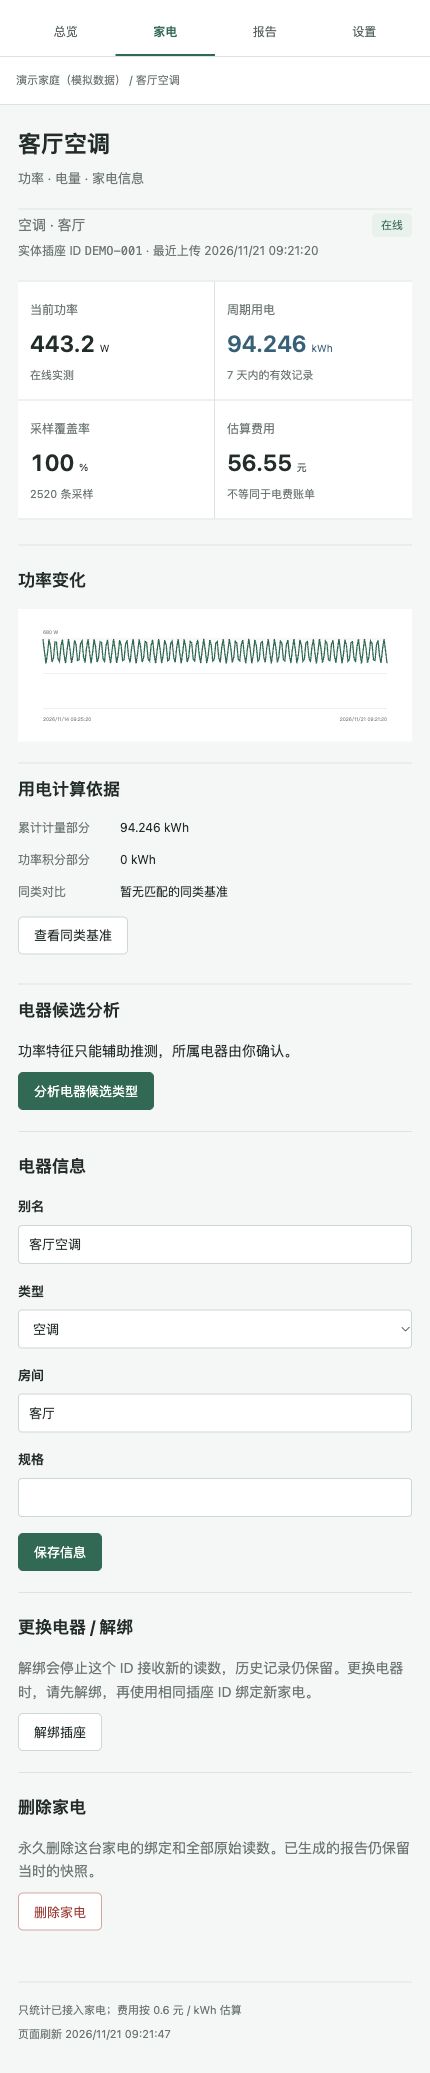 总览 家电 报告 设置
演示家庭（模拟数据） / 客厅空调
客厅空调
功率 · 电量 · 家电信息
空调 · 客厅 在线
实体插座 ID DEMO-001 · 最近上传 2026/11/21 09:21:20
当前功率
443.2 W
在线实测
周期用电
94.246 kWh
7 天内的有效记录
采样覆盖率
100 %
2520 条采样
估算费用
56.55 元
不等同于电费账单
功率变化
680 W
2026/11/14 09:25:20 2026/11/21 09:21:20
用电计算依据
累计计量部分 94.246 kWh
功率积分部分 0 kWh
同类对比 暂无匹配的同类基准
查看同类基准
电器候选分析
功率特征只能辅助推测，所属电器由你确认。
分析电器候选类型
电器信息
别名
客厅空调
类型
空调
房间
客厅
规格
保存信息
更换电器 / 解绑
解绑会停止这个 ID 接收新的读数，历史记录仍保留。更换电器
时，请先解绑，再使用相同插座 ID 绑定新家电。
解绑插座
删除家电
永久删除这台家电的绑定和全部原始读数。已生成的报告仍保留
当时的快照。
删除家电
只统计已接入家电；费用按 0.6 元 / kWh 估算
页面刷新 2026/11/21 09:21:47